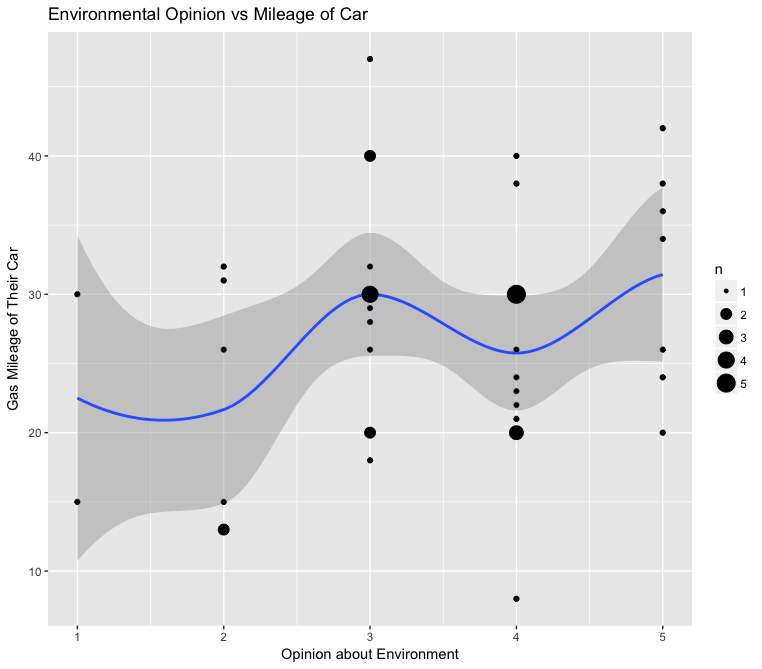 Environmental Opinion vs Mileage of Car
Gas Mileage of Their Car
40
30
20
10
1 2 3 4 5
Opinion about Environment
n
1
2
3
4
5